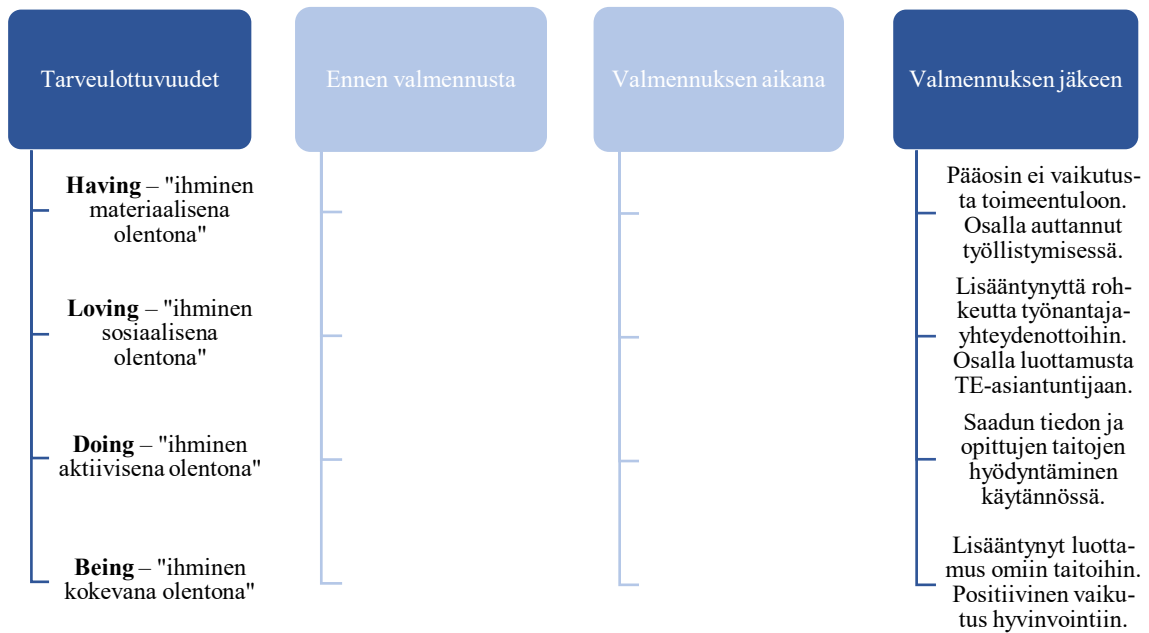 Tarveulottuvuudet
Having – "ihminen
materiaalisena
olentona"
Loving – "ihminen
sosiaalisena
olentona"
Doing – "ihminen
aktiivisena olentona"
Being – "ihminen
kokevana olentona"
Ennen valmennusta
Valmennuksen aikana
Valmennuksen jäkeen
Pääosin ei vaikutus-
ta toimeentuloon.
Osalla auttannut
työllistymisessä.
Lisääntynyttä roh-
keutta työnantaja-
yhteydenottoihin.
Osalla luottamusta
TE-asiantuntijaan.
Saadun tiedon ja
opittujen taitojen
hyödyntäminen
käytännössä.
Lisääntynyt luotta-
mus omiin taitoihin.
Positiivinen vaiku-
tus hyvinvointiin.